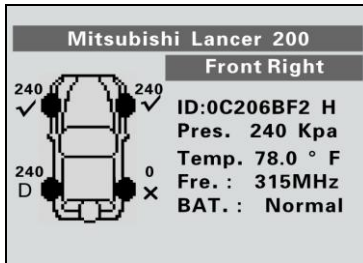 Mitsubishi Lancer 200
Front Right
240 240
ID:0C206BF2 H
Pres. 240 Kpa
Temp. 78.0 ° F
240 0
Fre. : 315MHz
D
BAT. : Normal